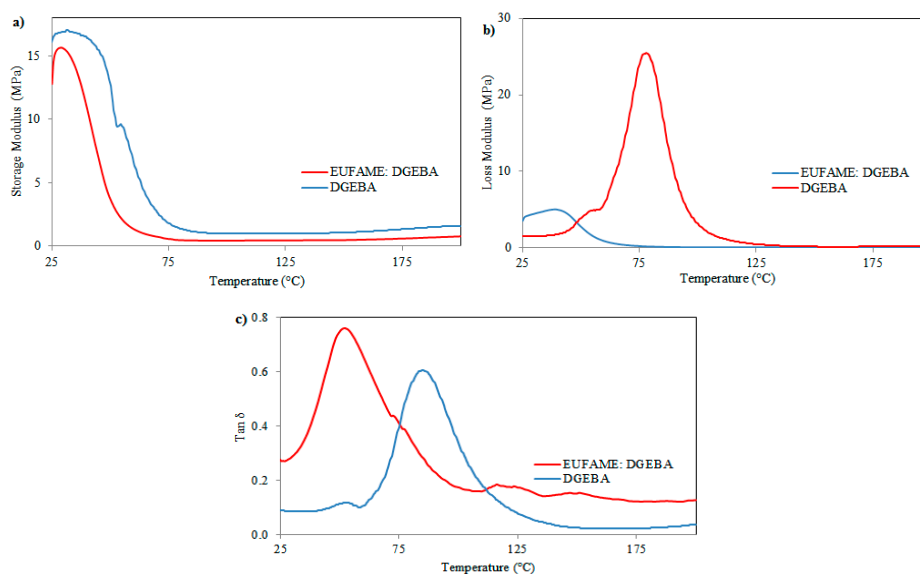 a)
Storage Modulus (MPa)
15
10
5
0
25
75
125
175
Temperature (°C)
EUFAME: DGEBA
DGEBA
b)
Loss Modulus (MPa)
30
20
10
0
25
75
125
175
Temperature (°C)
EUFAME: DGEBA
DGEBA
c)
Tan δ
0.8
0.6
0.4
0.2
0.0
25
75
125
175
Temperature (°C)
EUFAME: DGEBA
DGEBA